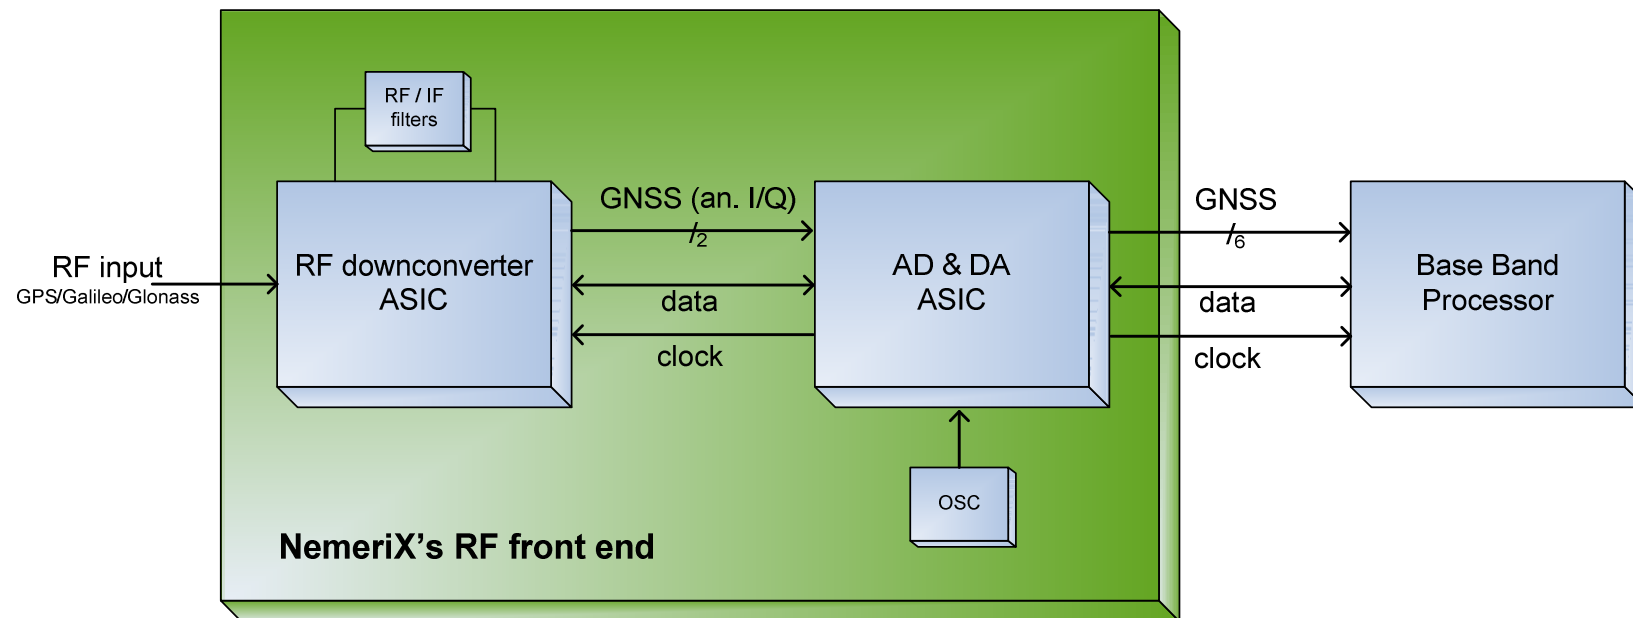 RF / IF
filters
GNSS (an. I/Q)
/2
GNSS
/6
RF input
GPS/Galileo/Glonass
RF downconverter
ASIC
data
clock
AD & DA
ASIC
data
clock
Base Band
Processor
OSC
NemeriX's RF front end